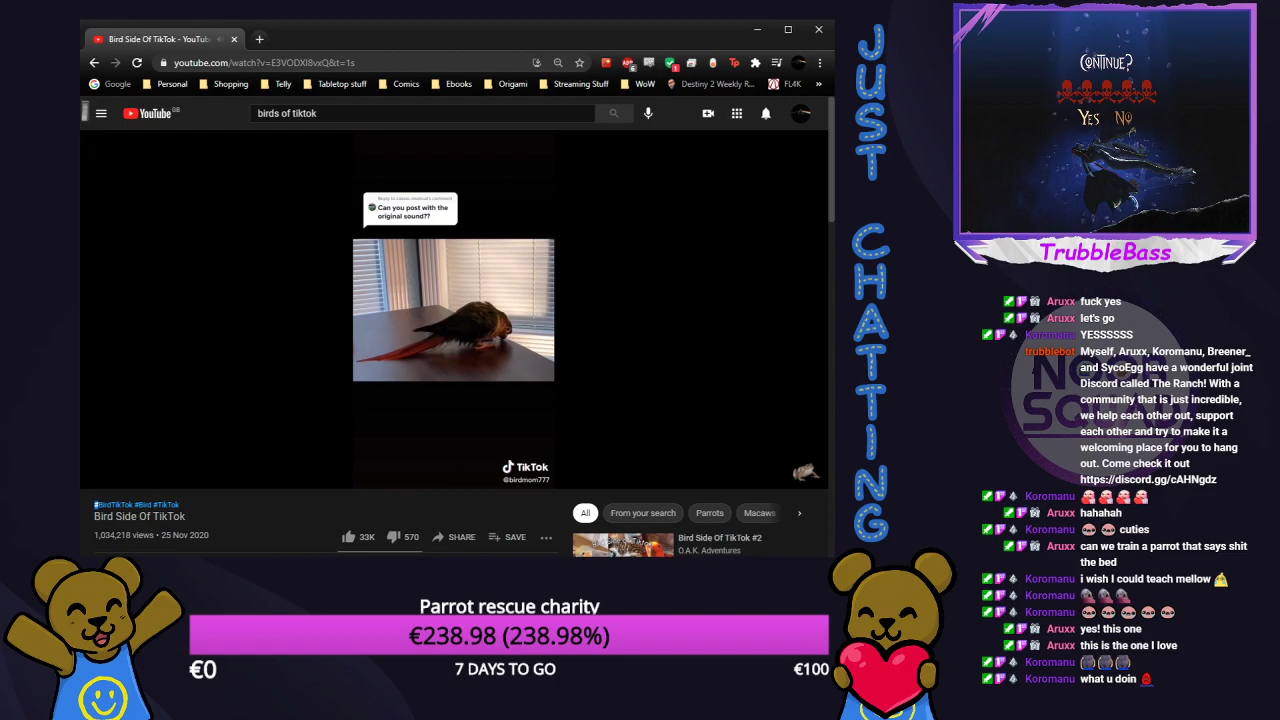 Bird Side Of TikTok - YouTub
youtube.com/watch?v=E3VODXl8vxQ&t=1s
Google Personal Shopping Telly Tabletop stuff Comics Ebooks Origami Streaming Stuff WoW Destiny 2 Weekly R... FL4K »
YouTube GB
birds of tiktok
Can you post with the
original sound??
TikTok
@birdmom777
#BirdTikTok #Bird #TikTok
Bird Side Of TikTok
1,034,218 views • 25 Nov 2020
33K 570 SHARE SAVE
All From your search Parrots Macaws
Bird Side Of TikTok #2
O.A.K. Adventures
JUST CHATTING
Parrot rescue charity
€238.98 (238.98%)
€0 7 DAYS TO GO €100
CONTINUE?
YES NO
TrubbleBass
NOOB
SQUAD
Aruxx fuck yes
Aruxx let's go
Koromanu YESSSSSS
trubblebot Myself, Aruxx, Koromanu, Breener_
and SycoEgg have a wonderful joint
Discord called The Ranch! With a
community that is just incredible,
we help each other out, support
each other and try to make it a
welcoming place for you to hang
out. Come check it out
https://discord.gg/cAHNgdz
Koromanu
Aruxx hahahah
Koromanu cuties
Aruxx can we train a parrot that says shit
the bed
Koromanu i wish I could teach mellow
Koromanu
Koromanu
Aruxx yes! this one
Aruxx this is the one I love
Koromanu
Koromanu what u doin